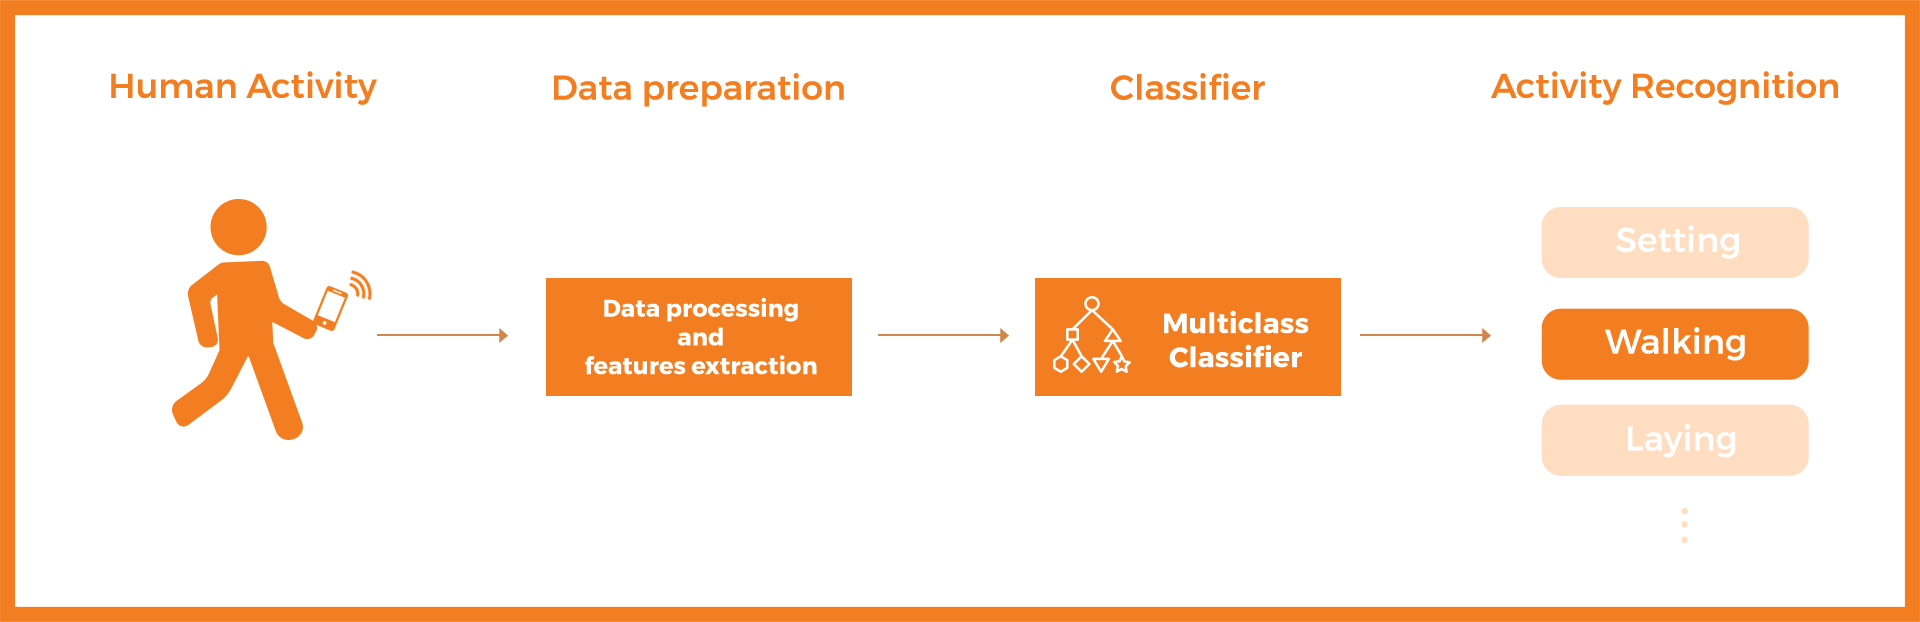 Human Activity
Data preparation
Classifier
Activity Recognition
Data processing
and
features extraction
Multiclass
Classifier
Setting
Walking
Laying